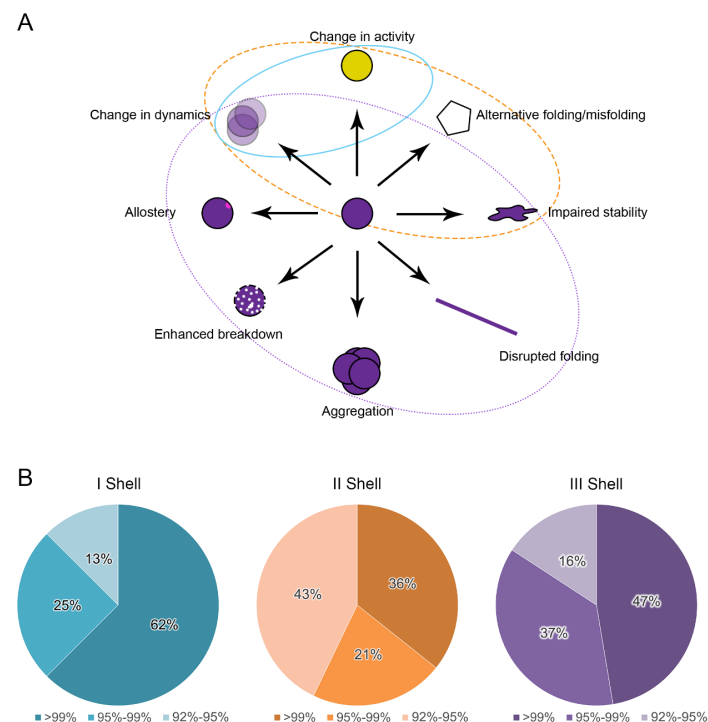 A
Change in activity
Change in dynamics
Alternative folding/misfolding
Allostery
Impaired stability
Enhanced breakdown
Disrupted folding
Aggregation
B
I Shell
II Shell
III Shell
13%
25%
62%
43%
36%
21%
16%
47%
37%
>99% 95%-99% 92%-95%
>99% 95%-99% 92%-95%
>99% 95%-99% 92%-95%